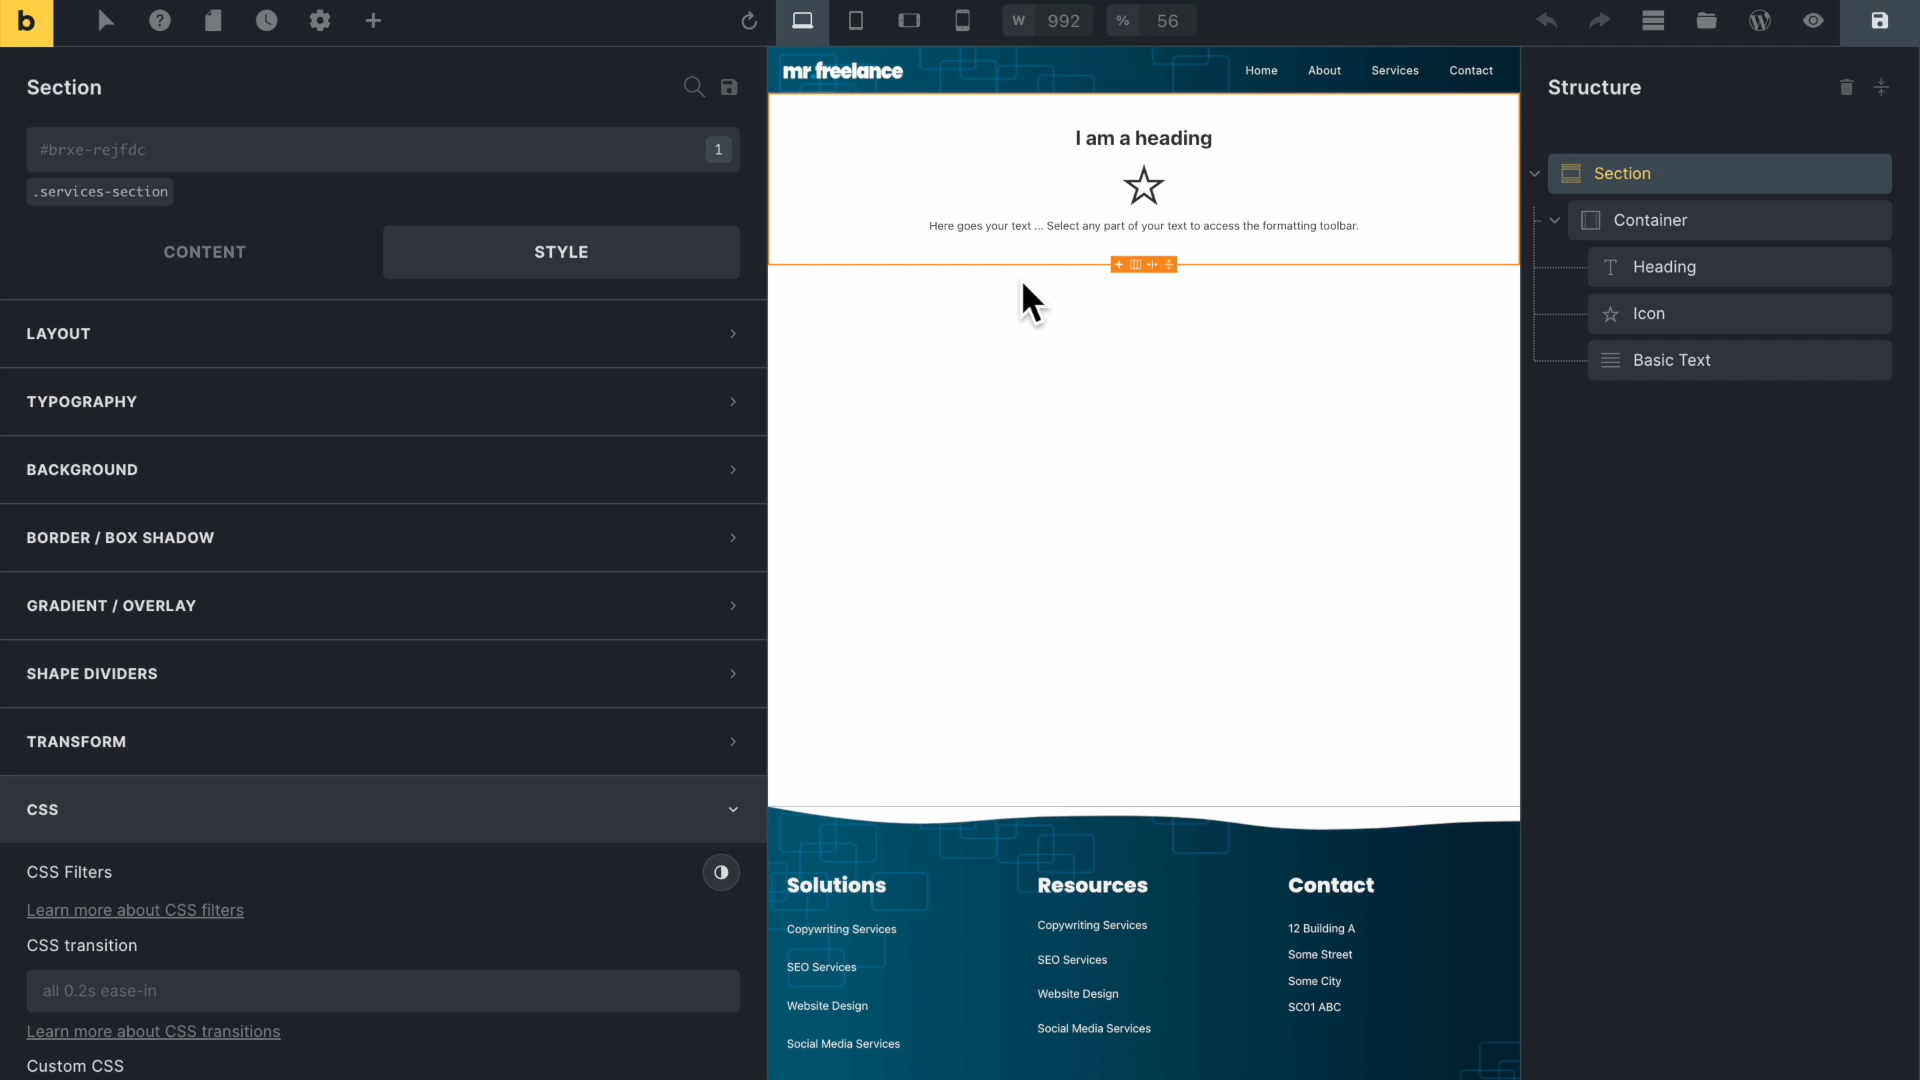 b
W 992 % 56
Section
#brxe-rejfdc 1
.services-section
CONTENT STYLE
LAYOUT
TYPOGRAPHY
BACKGROUND
BORDER / BOX SHADOW
GRADIENT / OVERLAY
SHAPE DIVIDERS
TRANSFORM
CSS
CSS Filters
Learn more about CSS filters
CSS transition
all 0.2s ease-in
Learn more about CSS transitions
Custom CSS
mr freelance
Home About Services Contact
I am a heading
Here goes your text ... Select any part of your text to access the formatting toolbar.
Solutions
Copywriting Services
SEO Services
Website Design
Social Media Services
Resources
Copywriting Services
SEO Services
Website Design
Social Media Services
Contact
12 Building A
Some Street
Some City
SC01 ABC
Structure
Section
Container
Heading
Icon
Basic Text